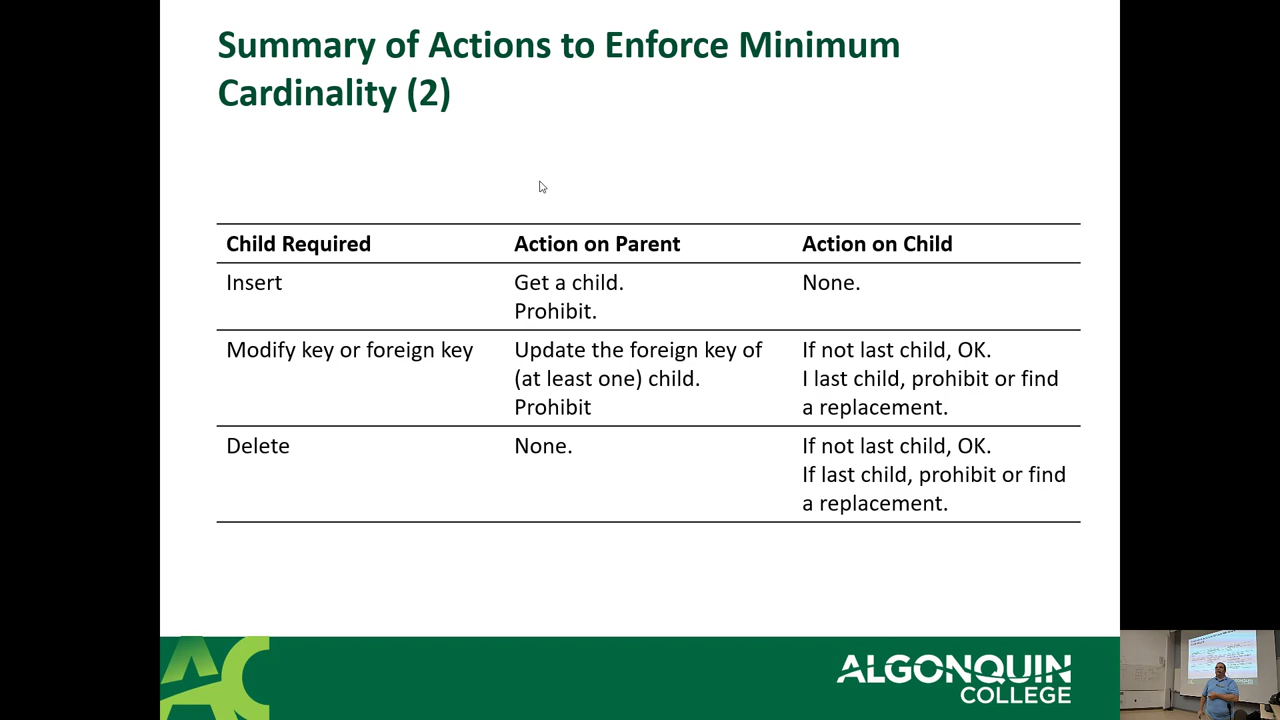 Summary of Actions to Enforce Minimum
Cardinality (2)
Child Required
Action on Parent
Action on Child
Insert
Get a child.
Prohibit.
None.
Modify key or foreign key
Update the foreign key of
(at least one) child.
Prohibit
If not last child, OK.
I last child, prohibit or find
a replacement.
Delete
None.
If not last child, OK.
If last child, prohibit or find
a replacement.
AC
ALGONQUIN
COLLEGE